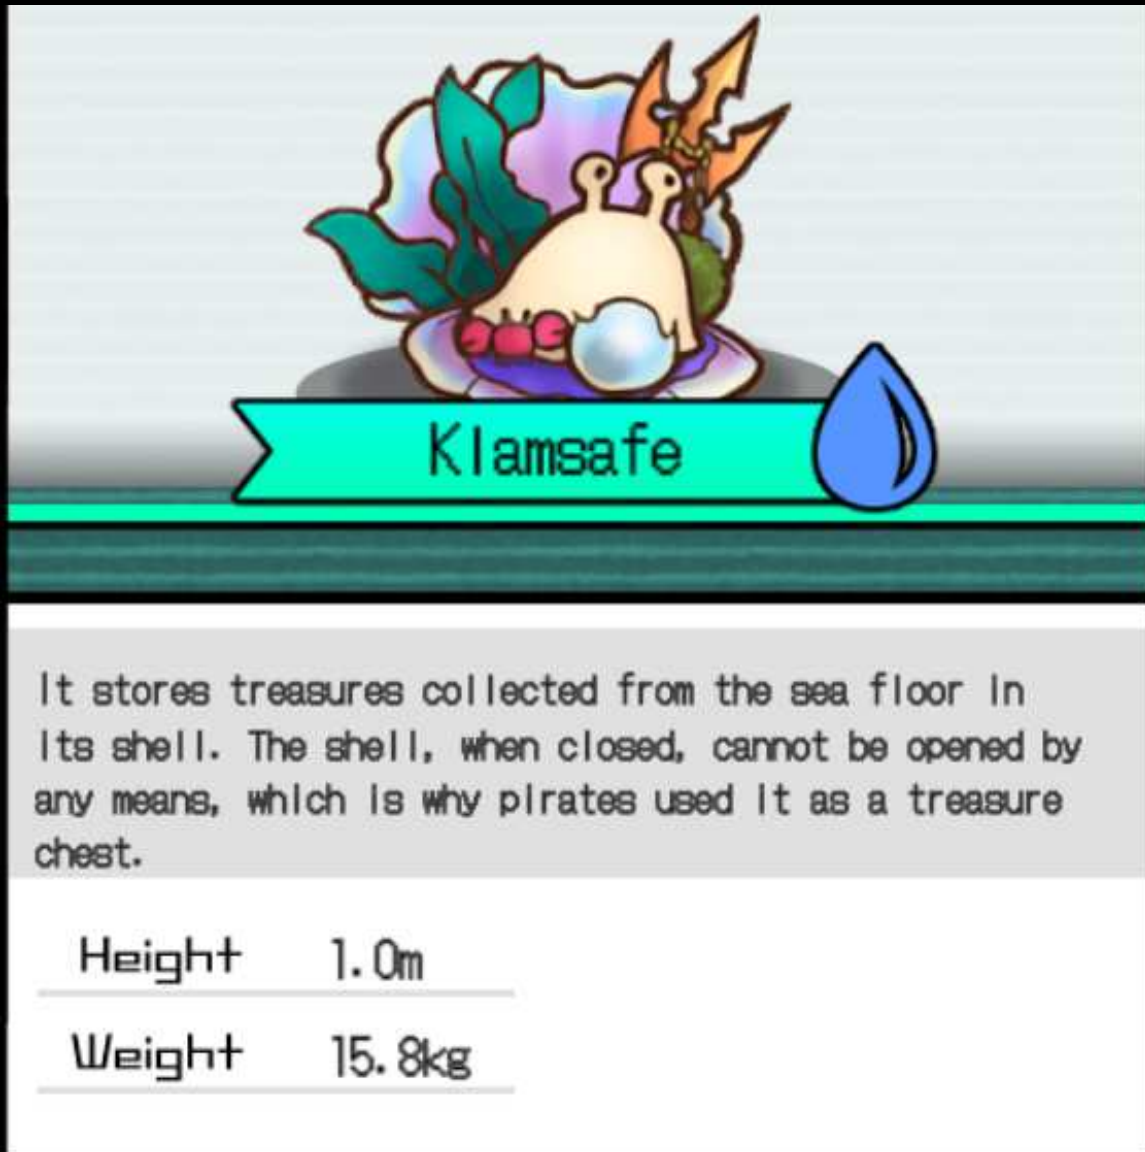 Klamsafe
It stores treasures collected from the sea floor in
its shell. The shell, when closed, cannot be opened by
any means, which is why pirates used it as a treasure
chest.
Height 1.0m
Weight 15.8kg